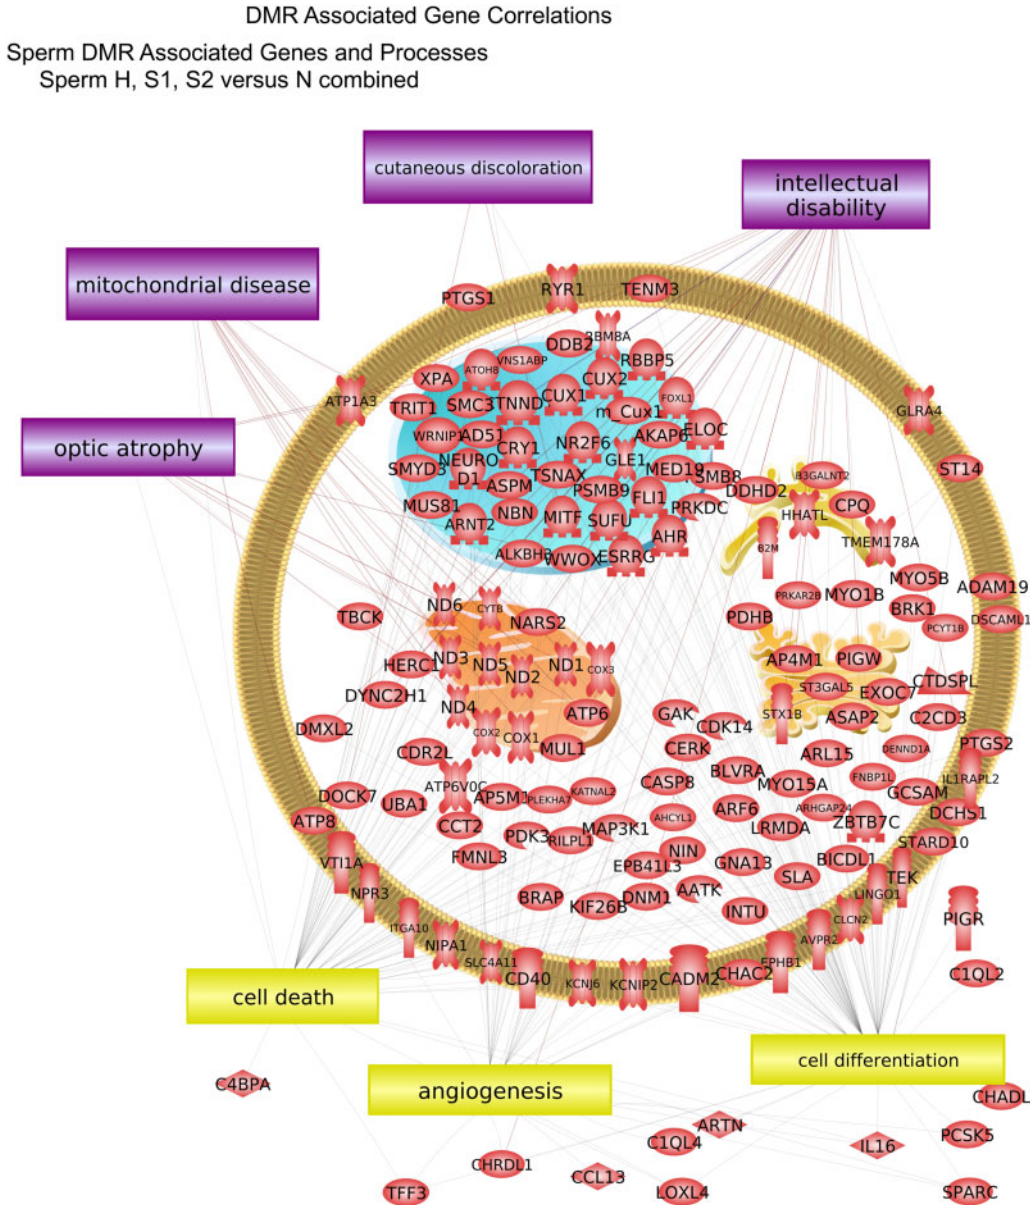 DMR Associated Gene Correlations
Sperm DMR Associated Genes and Processes
Sperm H, S1, S2 versus N combined
cutaneous discoloration
intellectual
disability
mitochondrial disease
optic atrophy
PTGS1
RYR1
TENM3
ATP1A3
GLRA4
ST14
DDB2
3BM8A
RBBP5
VNS1ABP
ATOH8
XPA
CUX2
CUX1
FOXL1
TRIT1
SMC3
TNND
m_Cux1
ELOC
WRNIP1
AD51
CRY1
NR2F6
AKAP6
GLE1
SMYD3
NEURO
D1
TSNAX
MED19
SMB8
ASPM
PSMB9
FLI1
PRKDC
MUS81
NBN
ARNT2
MITF
SUFU
AHR
ALKBH3
WWOX
ESRRG
DDHD2
B3GALNT2
HHATL
CPQ
B2M
TMEM178A
MYO5B
ADAM19
PRKAR2B
MYO1B
BRK1
DSCAML1
PDHB
PCYT1B
TBCK
ND6
CYTB
NARS2
HERC1
ND3
ND5
ND2
ND1
COX3
DYNC2H1
ND4
ATP6
DMXL2
COX2
COX1
MUL1
CDR2L
AP4M1
PIGW
ST3GAL5
EXOC7
CTDSPL
STX1B
ASAP2
C2CD3
GAK
CDK14
CERK
ARL15
DENND1A
PTGS2
BLVRA
CASP8
MYO15A
FNBP1L
IL1RAPL2
GCSAM
DOCK7
UBA1
ATP6V0C
AP5M1
PLEKHA7
KATNAL2
ARF6
ARHGAP24
ZBTB7C
DCHS1
ATP8
CCT2
PDK3
RILPL1
MAP3K1
AHCYL1
LRMDA
STARD10
VTI1A
FMNL3
EPB41L3
NIN
GNA13
SLA
BICDL1
TEK
NPR3
BRAP
KIF26B
DNM1
AATK
INTU
LINGO1
ITGA10
NIPA1
CLCN2
PIGR
SLC4A11
CD40
KCNJ6
KCNIP2
CADM2
CHAC2
EPHB1
AVPR2
C1QL2
cell death
angiogenesis
cell differentiation
C4BPA
CHADL
ARTN
C1QL4
IL16
PCSK5
CHRDL1
CCL13
TFF3
LOXL4
SPARC